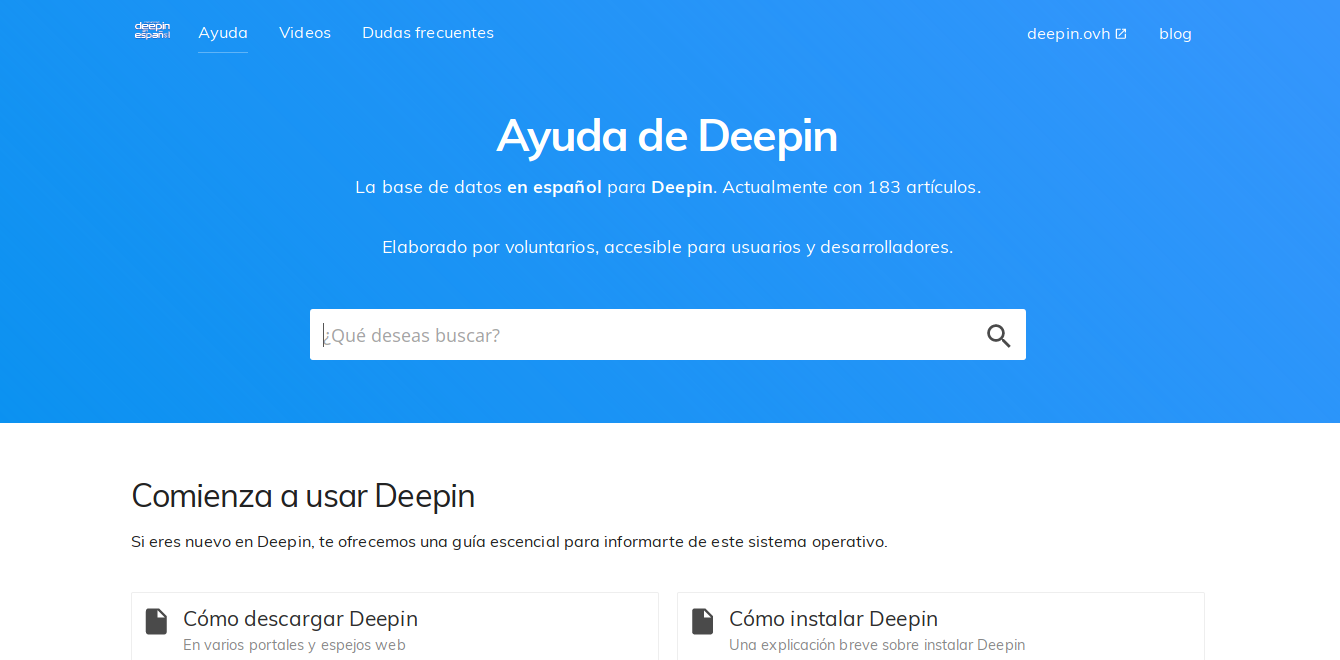 deepin
español
Ayuda
Videos
Dudas frecuentes
deepin.ovh
blog
Ayuda de Deepin
La base de datos en español para Deepin. Actualmente con 183 artículos.
Elaborado por voluntarios, accesible para usuarios y desarrolladores.
¿Qué deseas buscar?
Comienza a usar Deepin
Si eres nuevo en Deepin, te ofrecemos una guía escencial para informarte de este sistema operativo.
Cómo descargar Deepin
En varios portales y espejos web
Cómo instalar Deepin
Una explicación breve sobre instalar Deepin